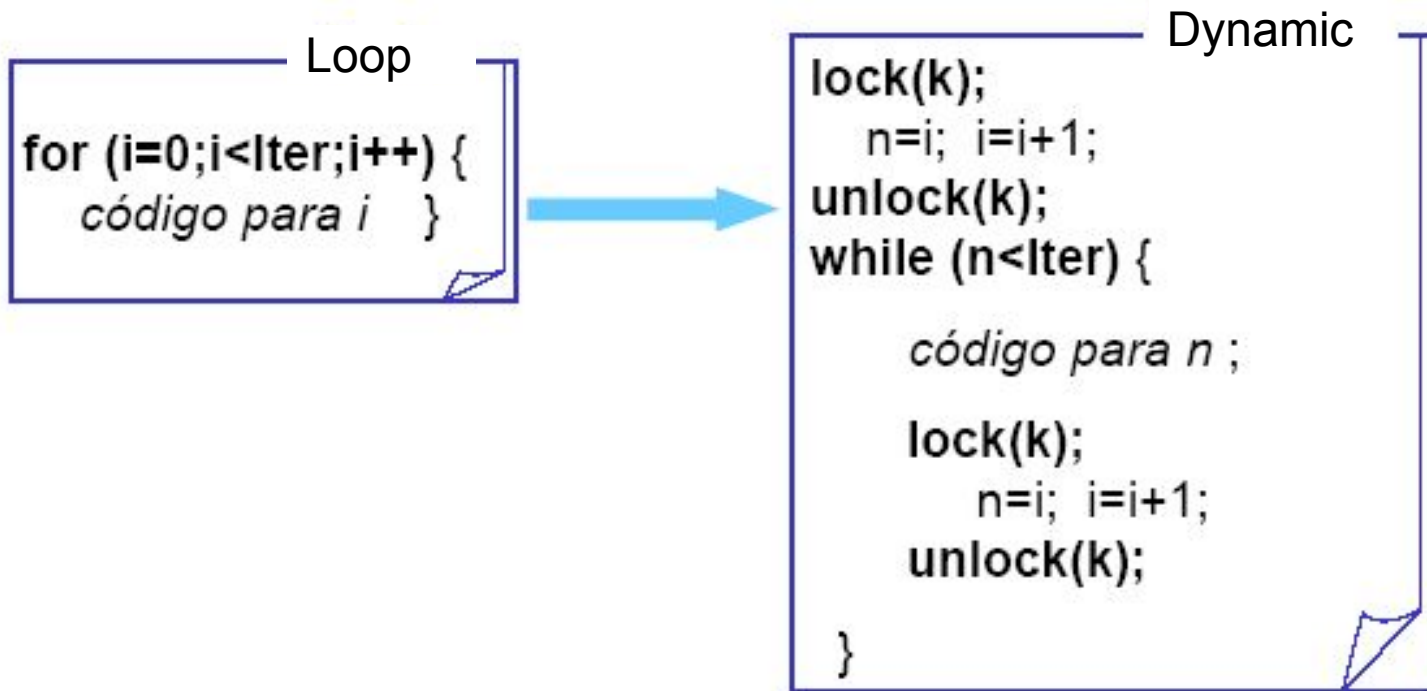 Loop
for (i=0;i<Iter;i++) {
código para i }
Dynamic
lock(k);
n=i; i=i+1;
unlock(k);
while (n<Iter) {
código para n ;
lock(k);
n=i; i=i+1;
unlock(k);
}